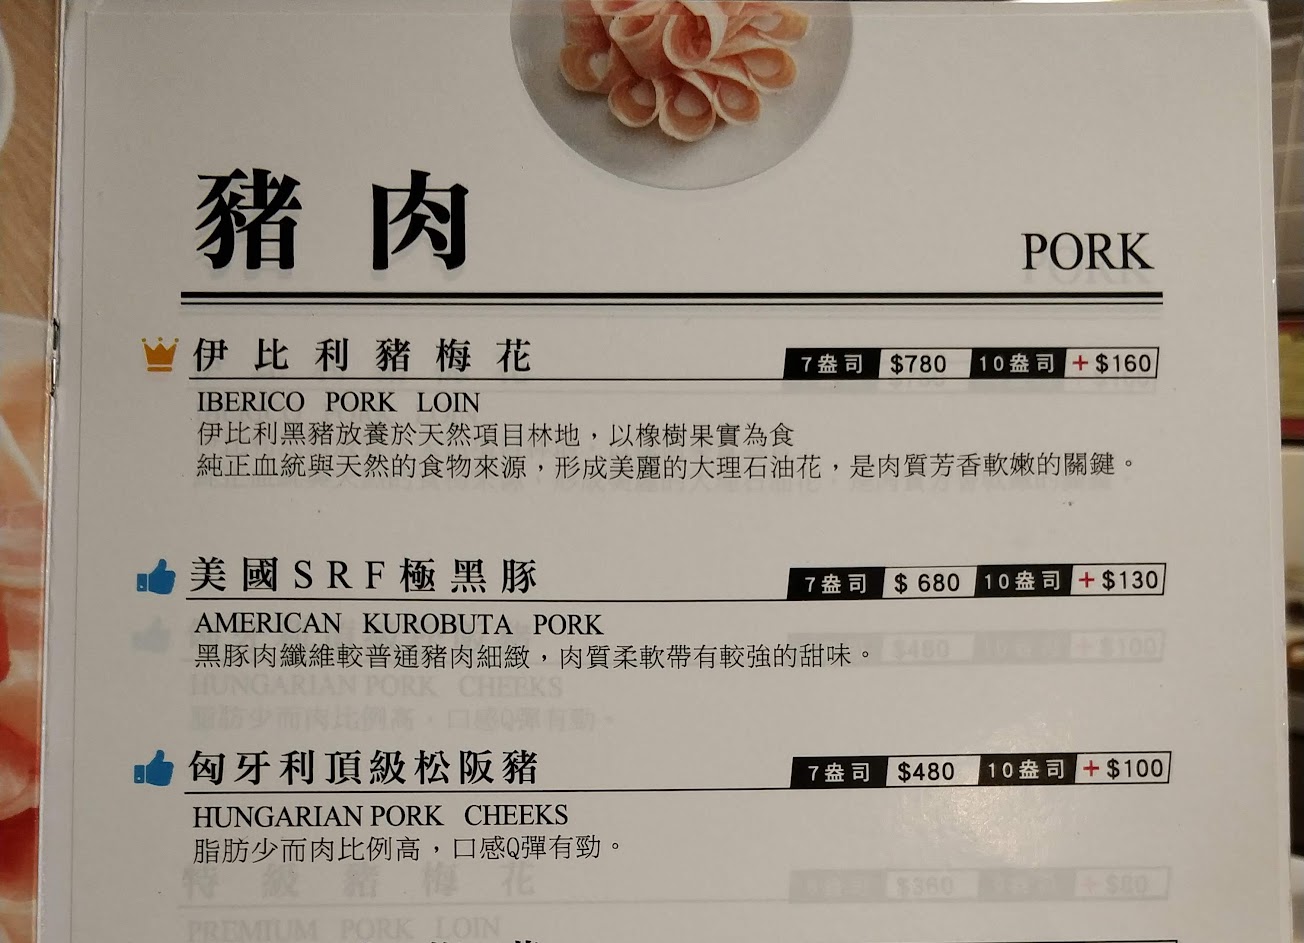 豬肉
PORK
伊比利豬梅花 7盎司 $780 10盎司 +$160
IBERICO PORK LOIN
伊比利黑豬放養於天然項目林地，以橡樹果實為食
純正血統與天然的食物來源，形成美麗的大理石油花，是肉質芳香軟嫩的關鍵。
美國SRF極黑豚 7盎司 $ 680 10盎司 +$130
AMERICAN KUROBUTA PORK
黑豚肉纖維較普通豬肉細緻，肉質柔軟帶有較強的甜味。
匈牙利頂級松阪豬 7盎司 $480 10盎司 +$100
HUNGARIAN PORK CHEEKS
脂肪少而肉比例高，口感Q彈有勁。